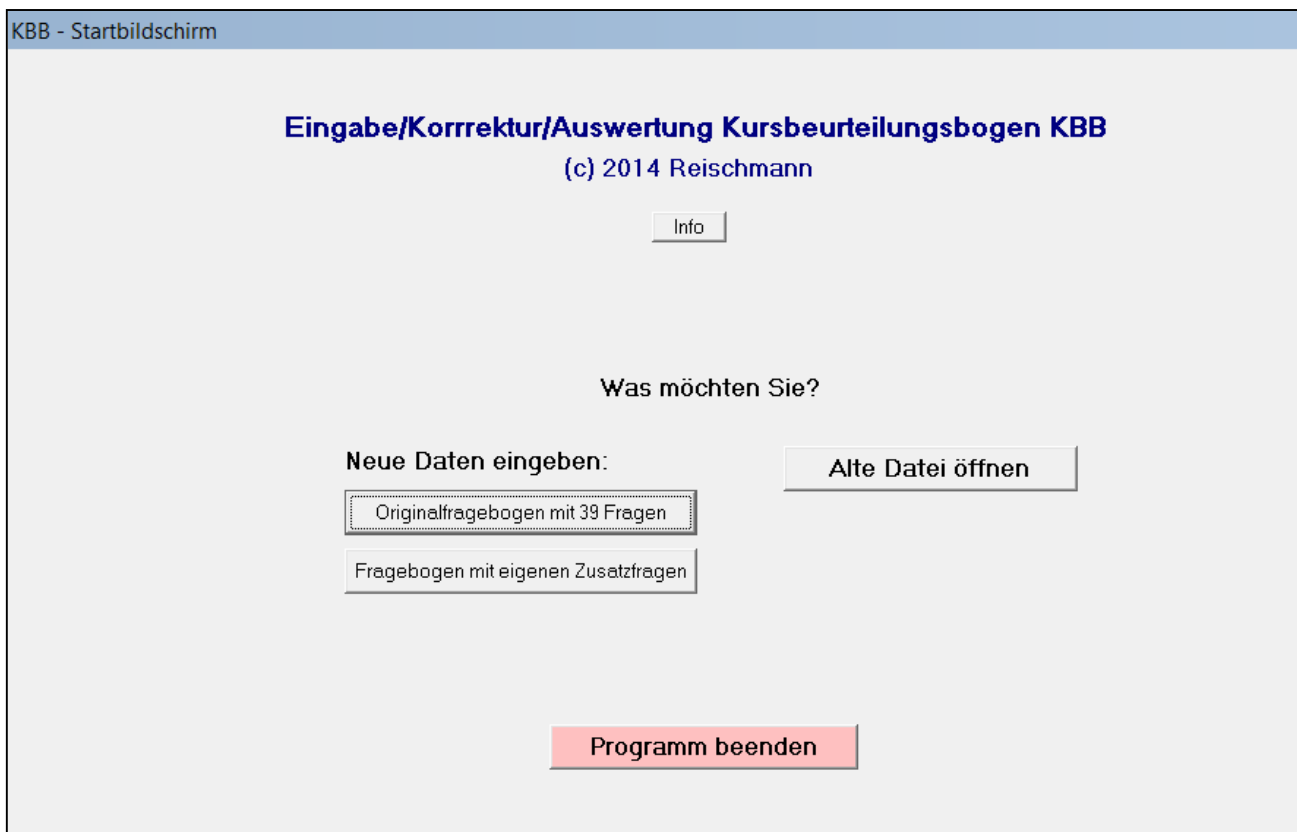 KBB - Startbildschirm
Eingabe/Korrrektur/Auswertung Kursbeurteilungsbogen KBB
(c) 2014 Reischmann
Info
Was möchten Sie?
Neue Daten eingeben:
Alte Datei öffnen
Originalfragebogen mit 39 Fragen
Fragebogen mit eigenen Zusatzfragen
Programm beenden